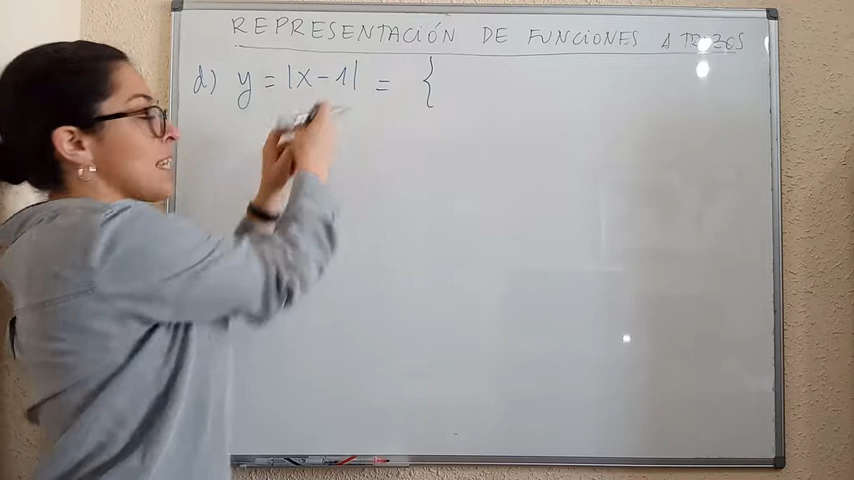 REPRESENTACIÓN DE FUNCIONES A TROZOS
d) y = |x-1| = {